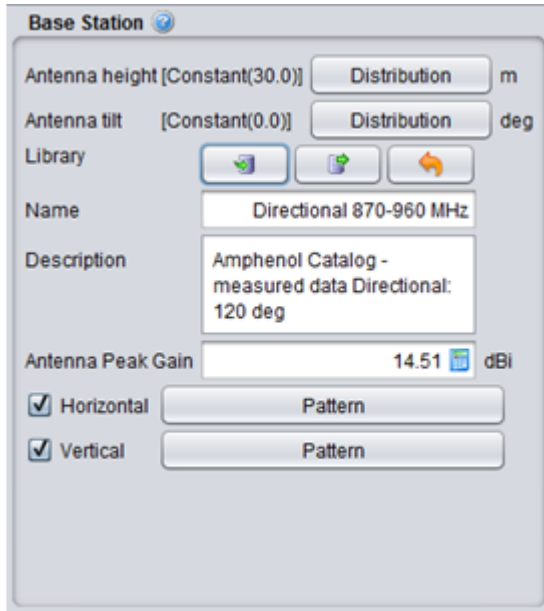 Base Station
Antenna height [Constant(30.0)] Distribution m
Antenna tilt [Constant(0.0)] Distribution deg
Library
Name Directional 870-960 MHz
Description Amphenol Catalog -
measured data Directional:
120 deg
Antenna Peak Gain 14.51 dBi
Horizontal Pattern
Vertical Pattern